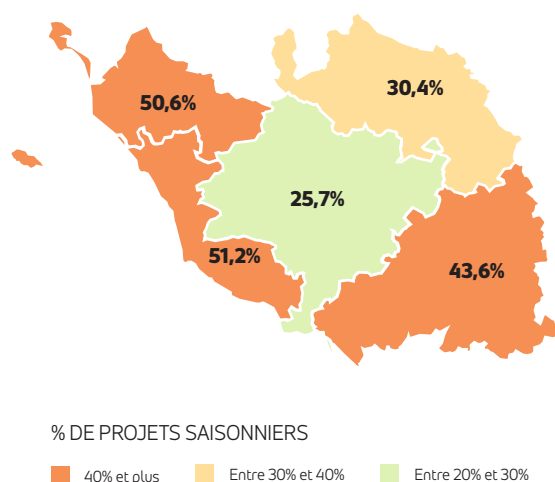 50,6%
30,4%
25,7%
51,2%
43,6%
% DE PROJETS SAISONNIERS
40% et plus
Entre 30% et 40%
Entre 20% et 30%